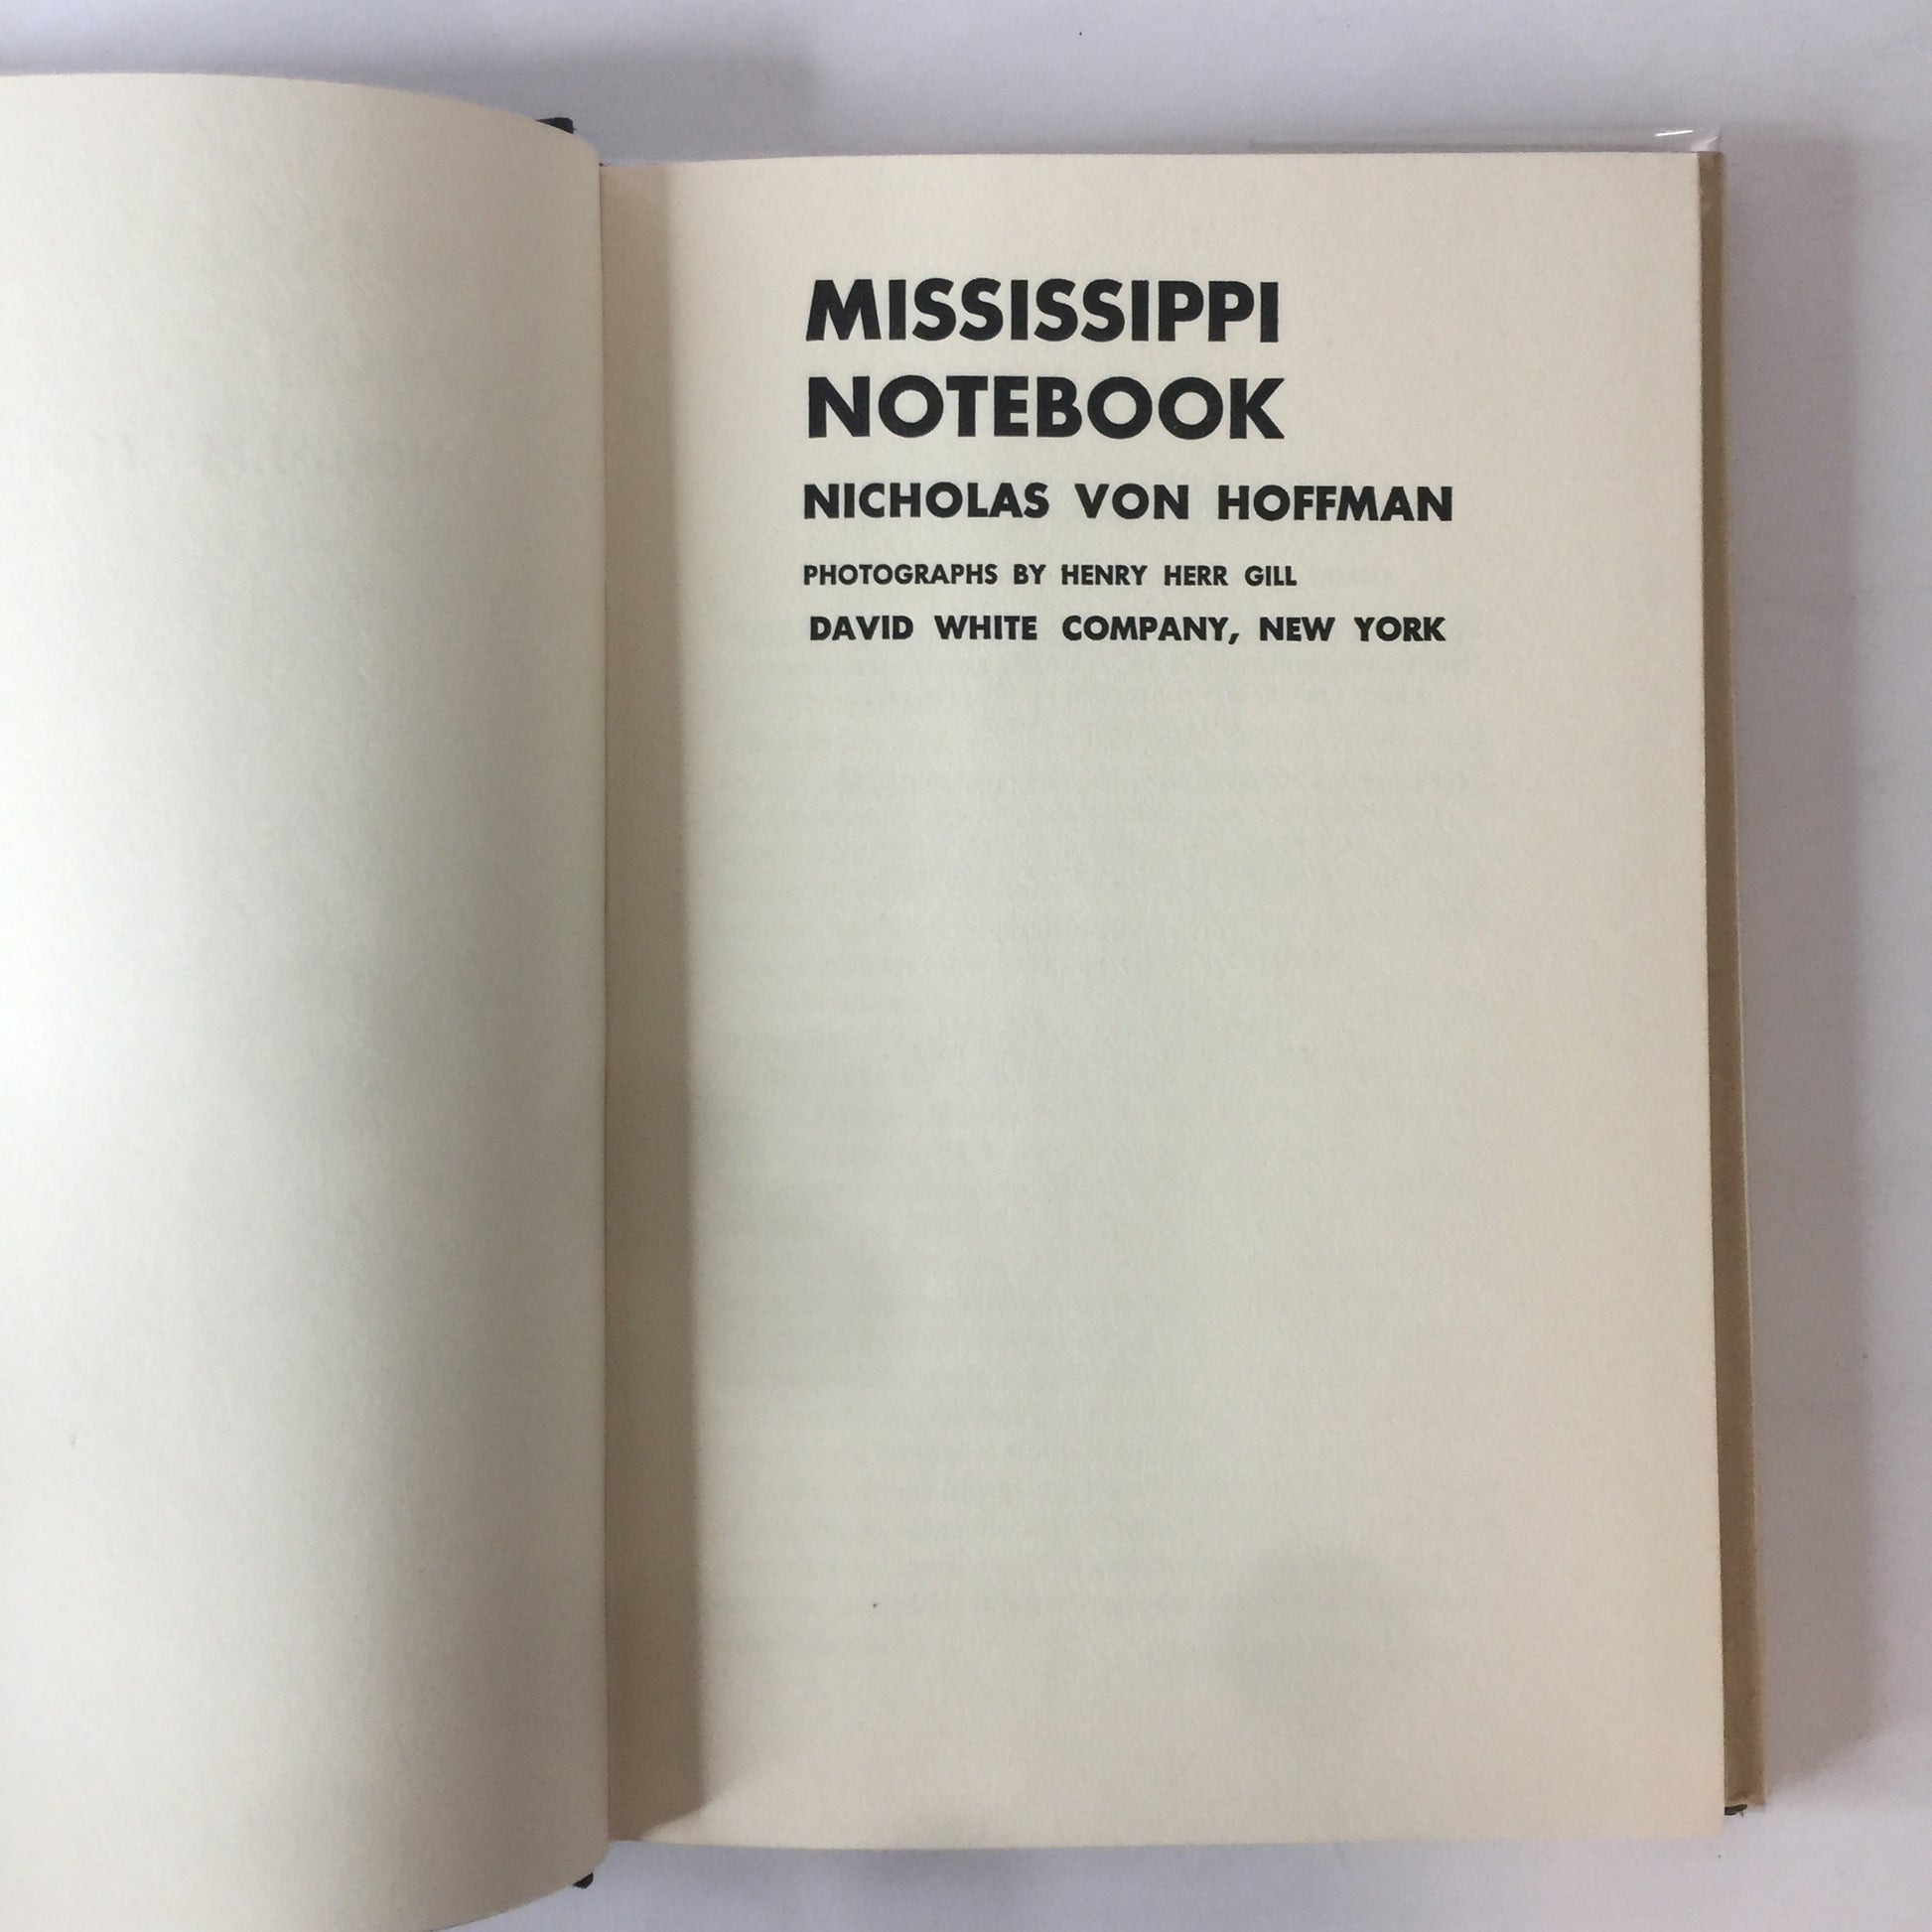 MISSISSIPPI
NOTEBOOK
NICHOLAS VON HOFFMAN
PHOTOGRAPHS BY HENRY HERR GILL
DAVID WHITE COMPANY, NEW YORK